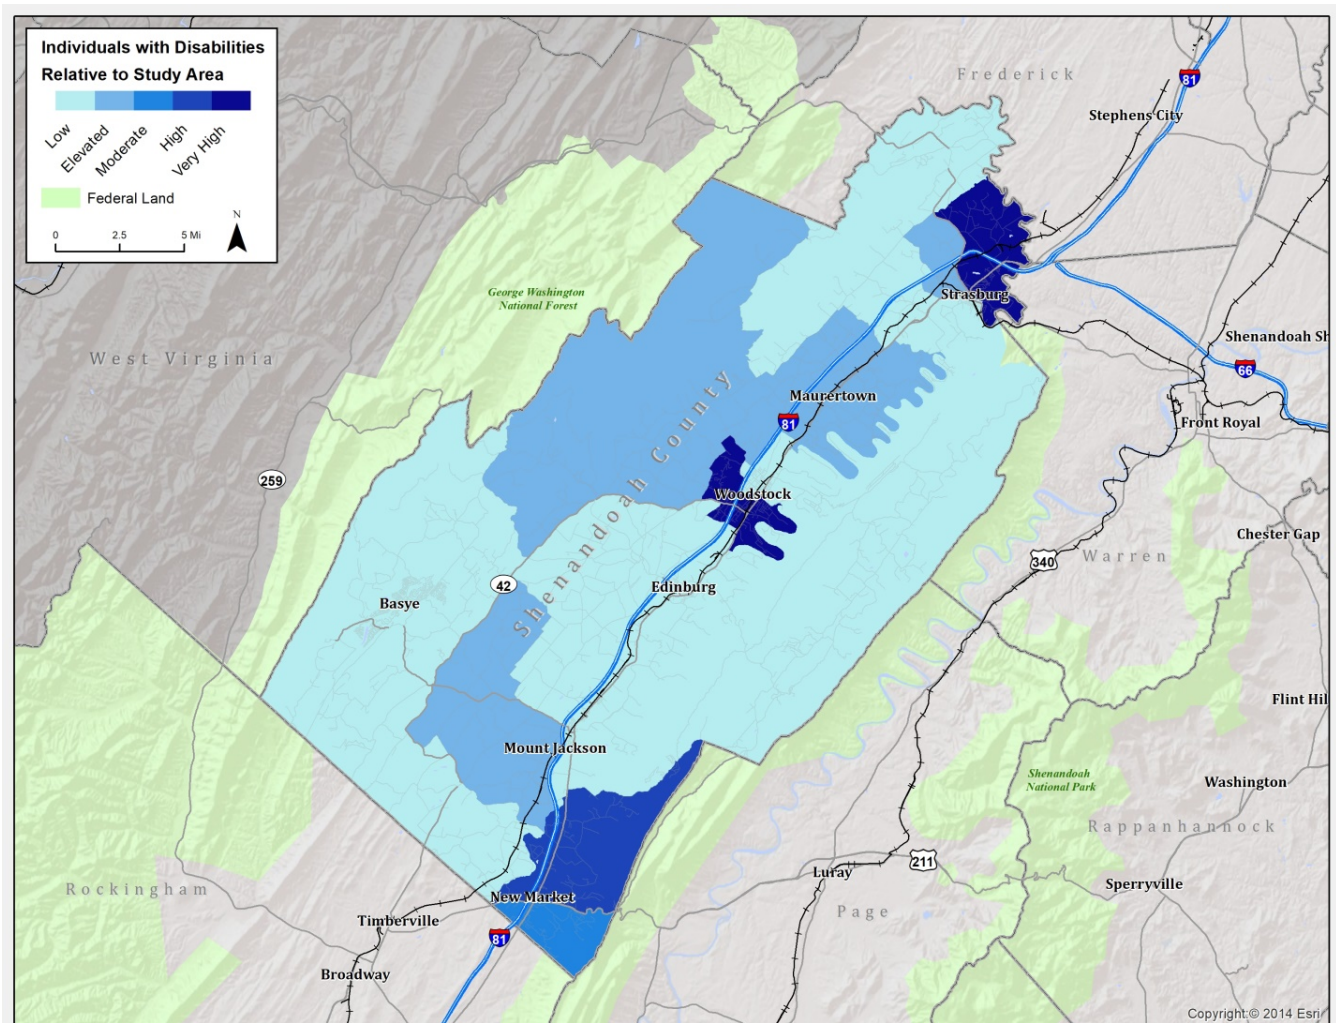 Individuals with Disabilities
Relative to Study Area
Low
Elevated
Moderate
High
Very High
Federal Land
N
0 2.5 5 Mi
Frederick
81
Stephens City
George Washington
National Forest
West Virginia
Strasburg
Shenandoah Sh
66
Maurertown
81
Front Royal
259
Shenandoah County
Woodstock
Chester Gap
Warren
340
42
Edinburg
Basye
Flint Hil
Mount Jackson
Shenandoah
National Park
Washington
Rappanhannock
211
Luray
Sperryville
Rockingham
New Market
Page
Timberville
81
Broadway
Copyright:© 2014 Esri